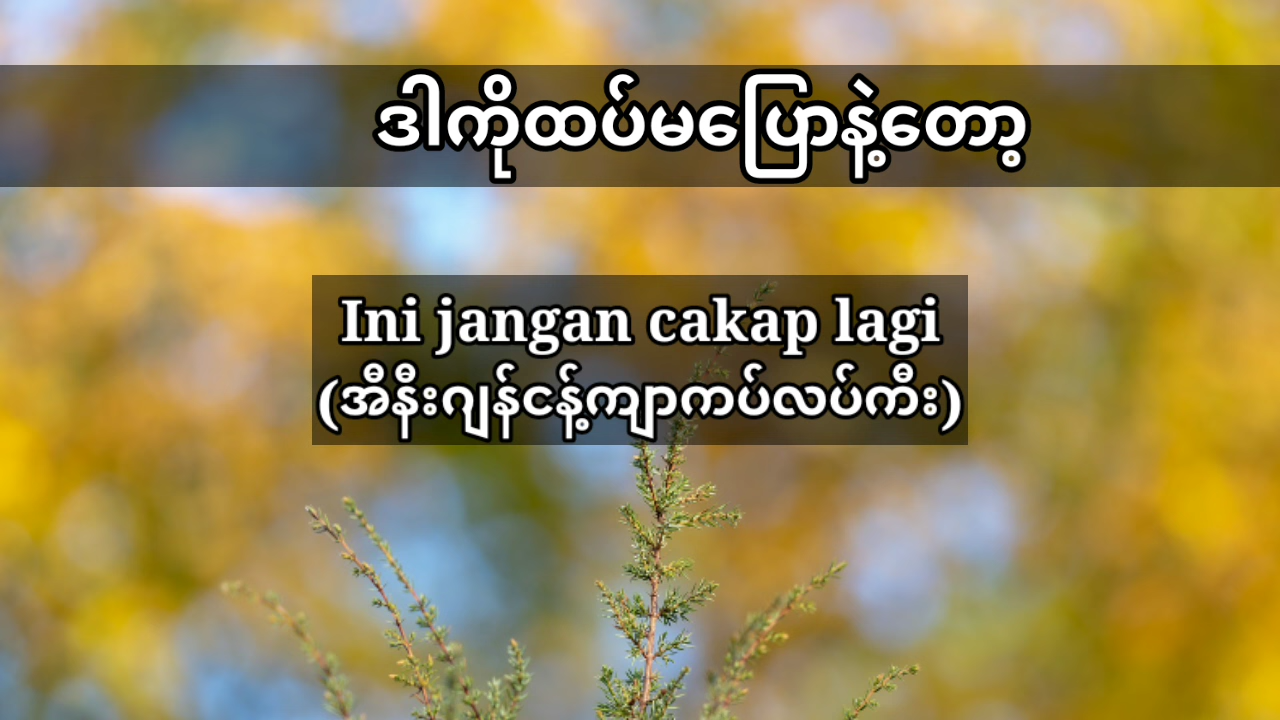 ဒါကိုထပ်မပြောနဲ့တော့
Ini jangan cakap lagi
(အီနီးဂျန်ငန့်ကျာကပ်လပ်ကီး)